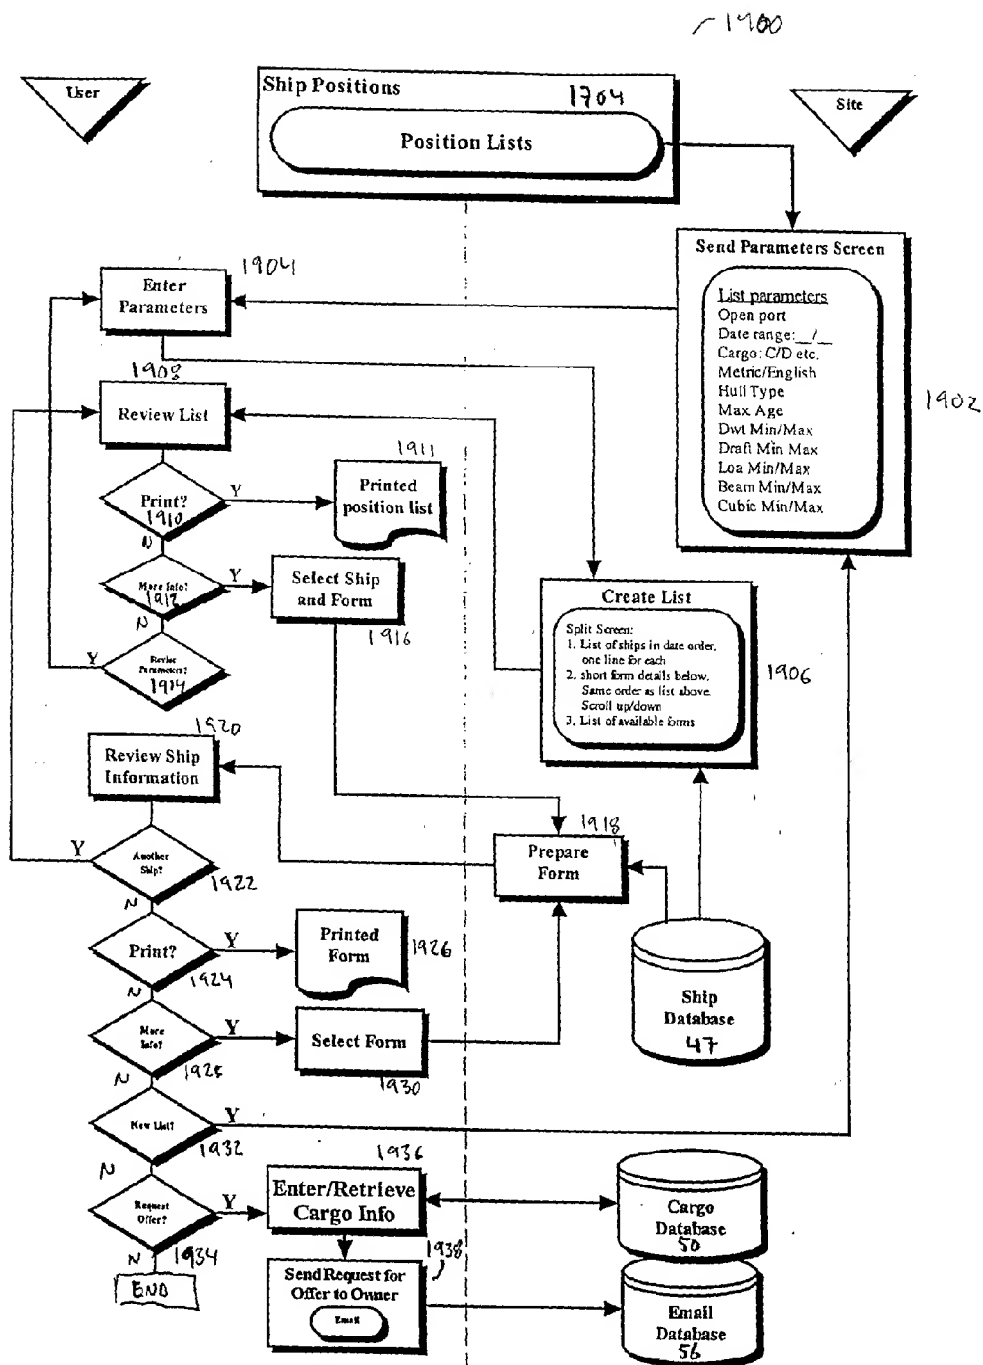 1900
User
Ship Positions
1704
Position Lists
Site
Send Parameters Screen
List parameters
Open port
Date range:__/__
Cargo: C/D etc.
Metric/English
Hull Type
Max Age
Dwt Min/Max
Draft Min Max
Loa Min/Max
Beam Min/Max
Cubic Min/Max
1902
1904
Enter
Parameters
1908
Review List
Print?
1910
Y
N
1911
Printed
position list
More Info?
1912
Y
N
Select Ship
and Form
1916
Revise
Parameters?
1914
Y
Create List
Split Screen:
1. List of ships in date order,
one line for each
2. short form details below.
Same order as list above.
Scroll up/down
3. List of available forms
1906
1920
Review Ship
Information
1918
Prepare
Form
Another
Ship?
1922
Y
N
Print?
1924
Y
N
Printed
Form
1926
Ship
Database
47
More
Info?
1928
Y
N
Select Form
1930
New List?
1932
Y
N
Request
Offer?
1934
Y
N
END
1936
Enter/Retrieve
Cargo Info
Cargo
Database
50
1938
Send Request for
Offer to Owner
Email
Email
Database
56